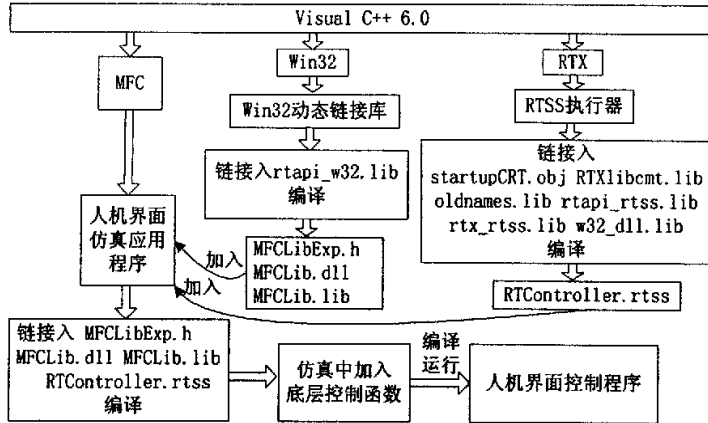 Visual C++ 6.0
MFC
Win32
RTX
Win32动态链接库
RTSS执行器
链接入rtapi_w32.lib
编译
链接入
startupCRT.obj RTXlibcmt.lib
oldnames.lib rtapi_rtss.lib
rtx_rtss.lib w32_dll.lib
编译
人机界面
仿真应用
程序
加入
加入
MFCLibExp.h
MFCLib.dll
MFCLib.lib
RTController.rtss
链接入 MFCLibExp.h
MFCLib.dll MFCLib.lib
RTController.rtss
编译
仿真中加入
底层控制函数
编译
运行
人机界面控制程序